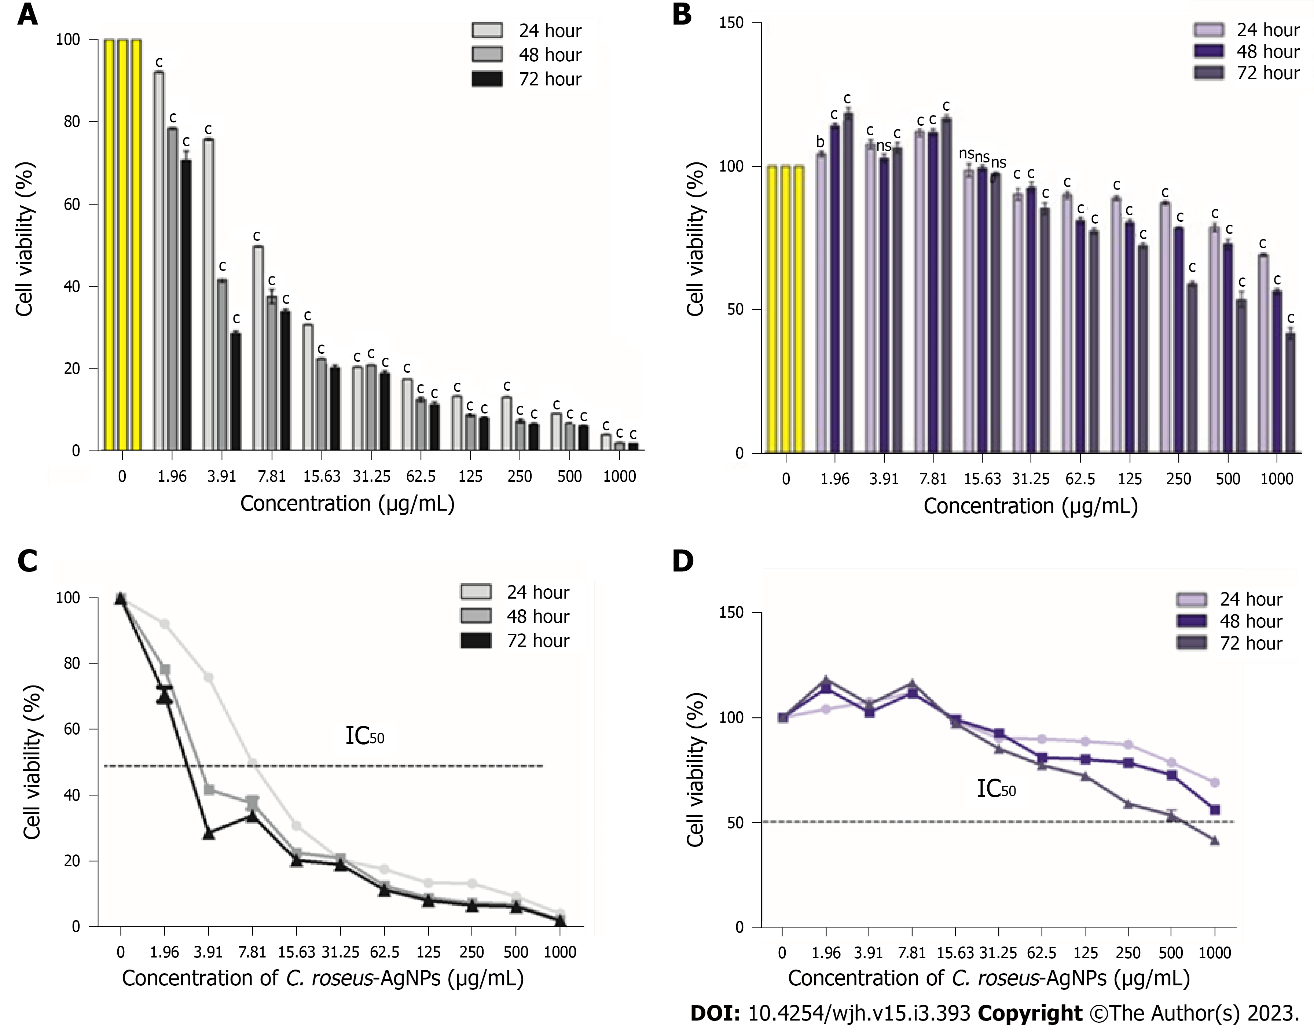 A
100
80
60
40
20
0
Cell viability (%)
24 hour
48 hour
72 hour
c c c c c c c c c c c c c c c c c c c c c c c c c c c c c
0 1.96 3.91 7.81 15.63 31.25 62.5 125 250 500 1000
Concentration (μg/mL)
B
150
100
50
0
Cell viability (%)
24 hour
48 hour
72 hour
b c c c ns c c c c ns ns ns c c c c c c c c c c c c c c c c c
0 1.96 3.91 7.81 15.63 31.25 62.5 125 250 500 1000
Concentration (μg/mL)
C
100
80
60
40
20
0
Cell viability (%)
24 hour
48 hour
72 hour
IC50
0 1.96 3.91 7.81 15.63 31.25 62.5 125 250 500 1000
Concentration of C. roseus-AgNPs (μg/mL)
D
150
100
50
0
Cell viability (%)
24 hour
48 hour
72 hour
IC50
0 1.96 3.91 7.81 15.63 31.25 62.5 125 250 500 1000
Concentration of C. roseus-AgNPs (μg/mL)
DOI: 10.4254/wjh.v15.i3.393 Copyright ©The Author(s) 2023.